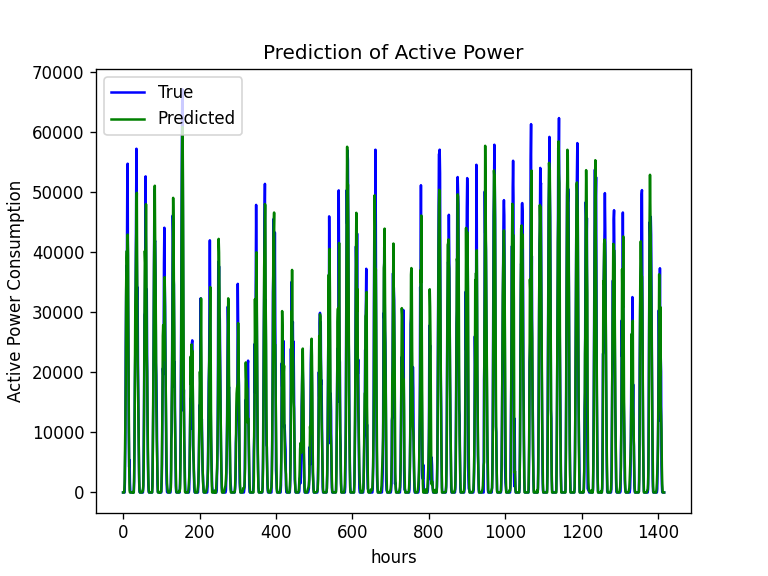 Prediction of Active Power
True
Predicted
Active Power Consumption
70000
60000
50000
40000
30000
20000
10000
0
0 200 400 600 800 1000 1200 1400
hours